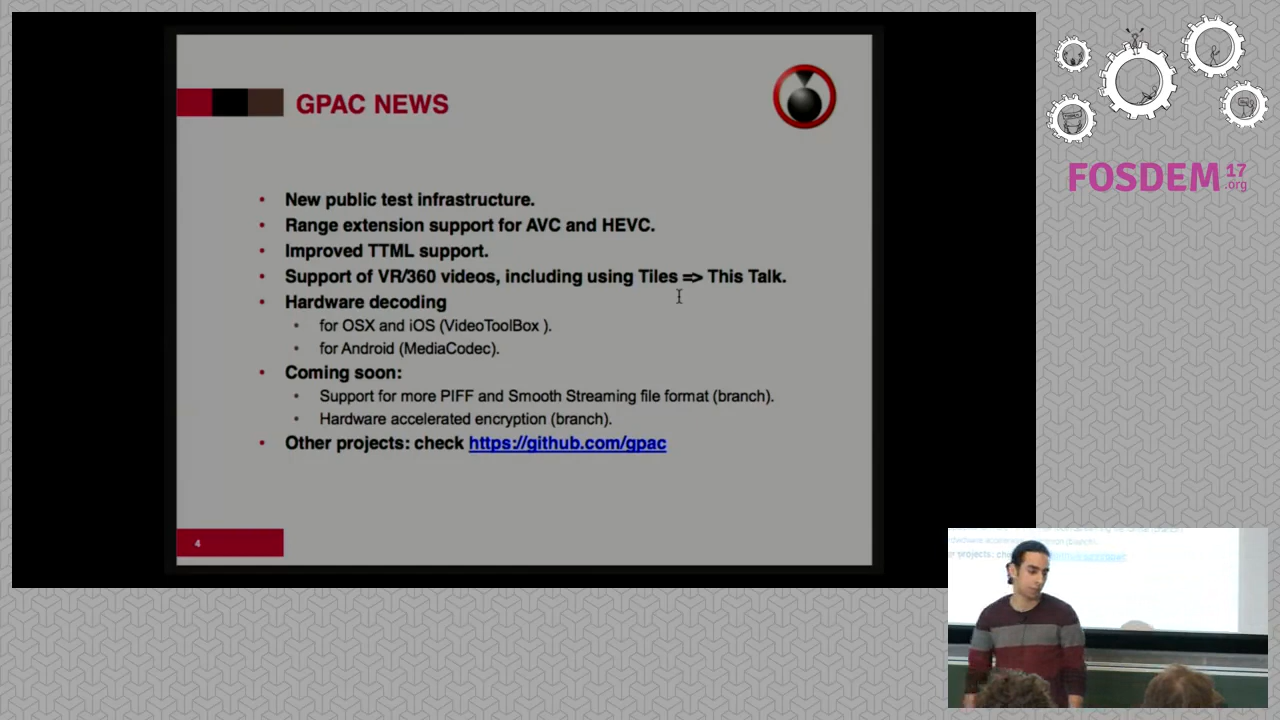 GPAC NEWS
• New public test infrastructure.
• Range extension support for AVC and HEVC.
• Improved TTML support.
• Support of VR/360 videos, including using Tiles => This Talk.
• Hardware decoding
• for OSX and iOS (VideoToolBox ).
• for Android (MediaCodec).
• Coming soon:
• Support for more PIFF and Smooth Streaming file format (branch).
• Hardware accelerated encryption (branch).
• Other projects: check https://github.com/gpac
4
FOSDEM 17
.org